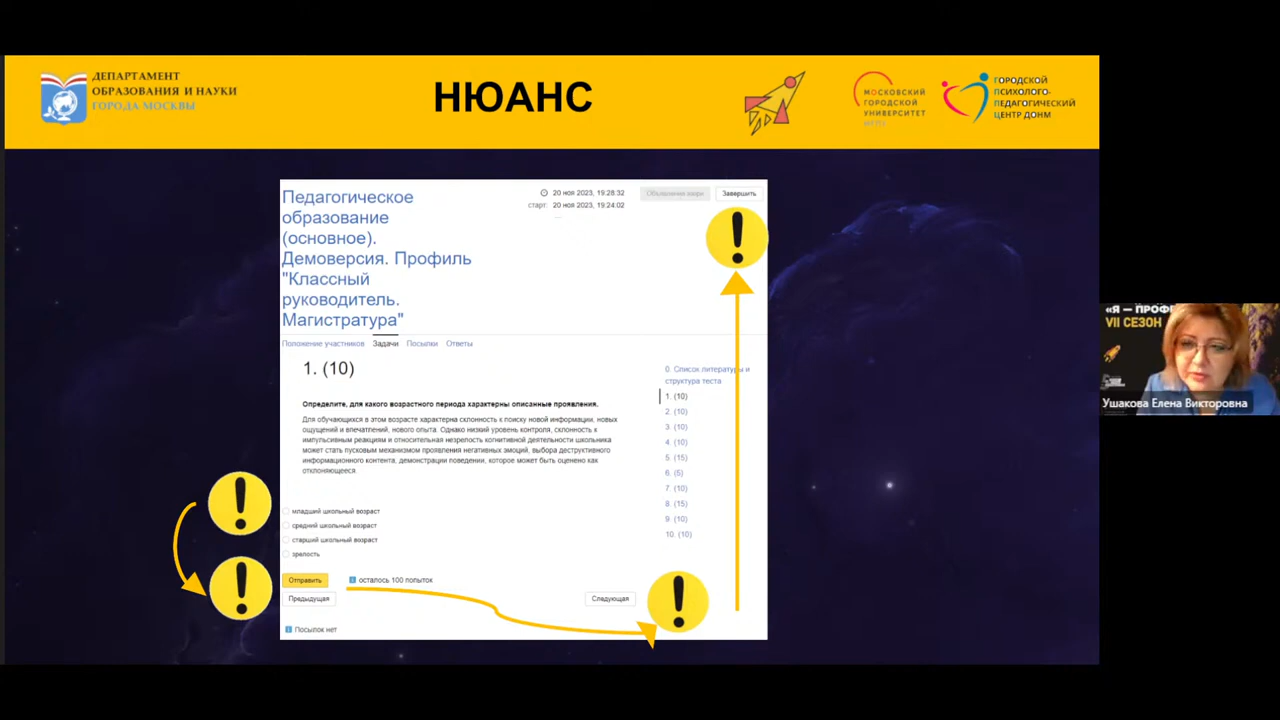 ДЕПАРТАМЕНТ
ОБРАЗОВАНИЯ И НАУКИ
ГОРОДА МОСКВЫ
НЮАНС
МОСКОВСКИЙ
ГОРОДСКОЙ
УНИВЕРСИТЕТ
ГОРОДСКОЙ
ПСИХОЛОГО-
ПЕДАГОГИЧЕСКИЙ
ЦЕНТР ДОНМ
Педагогическое
образование
(основное).
Демоверсия. Профиль
"Классный
руководитель.
Магистратура"
20 ноя 2023, 19:28:32
старт: 20 ноя 2023, 19:24:02
Объявления жюри
Завершить
Положение участников Задачи Посылки Ответы
1. (10)
Определите, для какого возрастного периода характерны описанные проявления.
Для обучающихся в этом возрасте характерна склонность к поиску новой информации, новых
ощущений и впечатлений, нового опыта. Однако низкий уровень контроля, склонность к
импульсивным реакциям и относительная незрелость когнитивной деятельности школьника
может стать пусковым механизмом проявления негативных эмоций, выбора деструктивного
информационного контента, демонстрации поведении, которое может быть оценено как
отклоняющееся.
младший школьный возраст
средний школьный возраст
старший школьный возраст
зрелость
Отправить
осталось 100 попыток
Предыдущая
Следующая
Посылок нет
0. Список литературы и
структура теста
1. (10)
2. (10)
3. (10)
4. (10)
5. (15)
6. (5)
7. (10)
8 (15)
9. (10)
10. (10)
«Я — ПРОФ
VII СЕЗОН
Ушакова Елена Викторовна